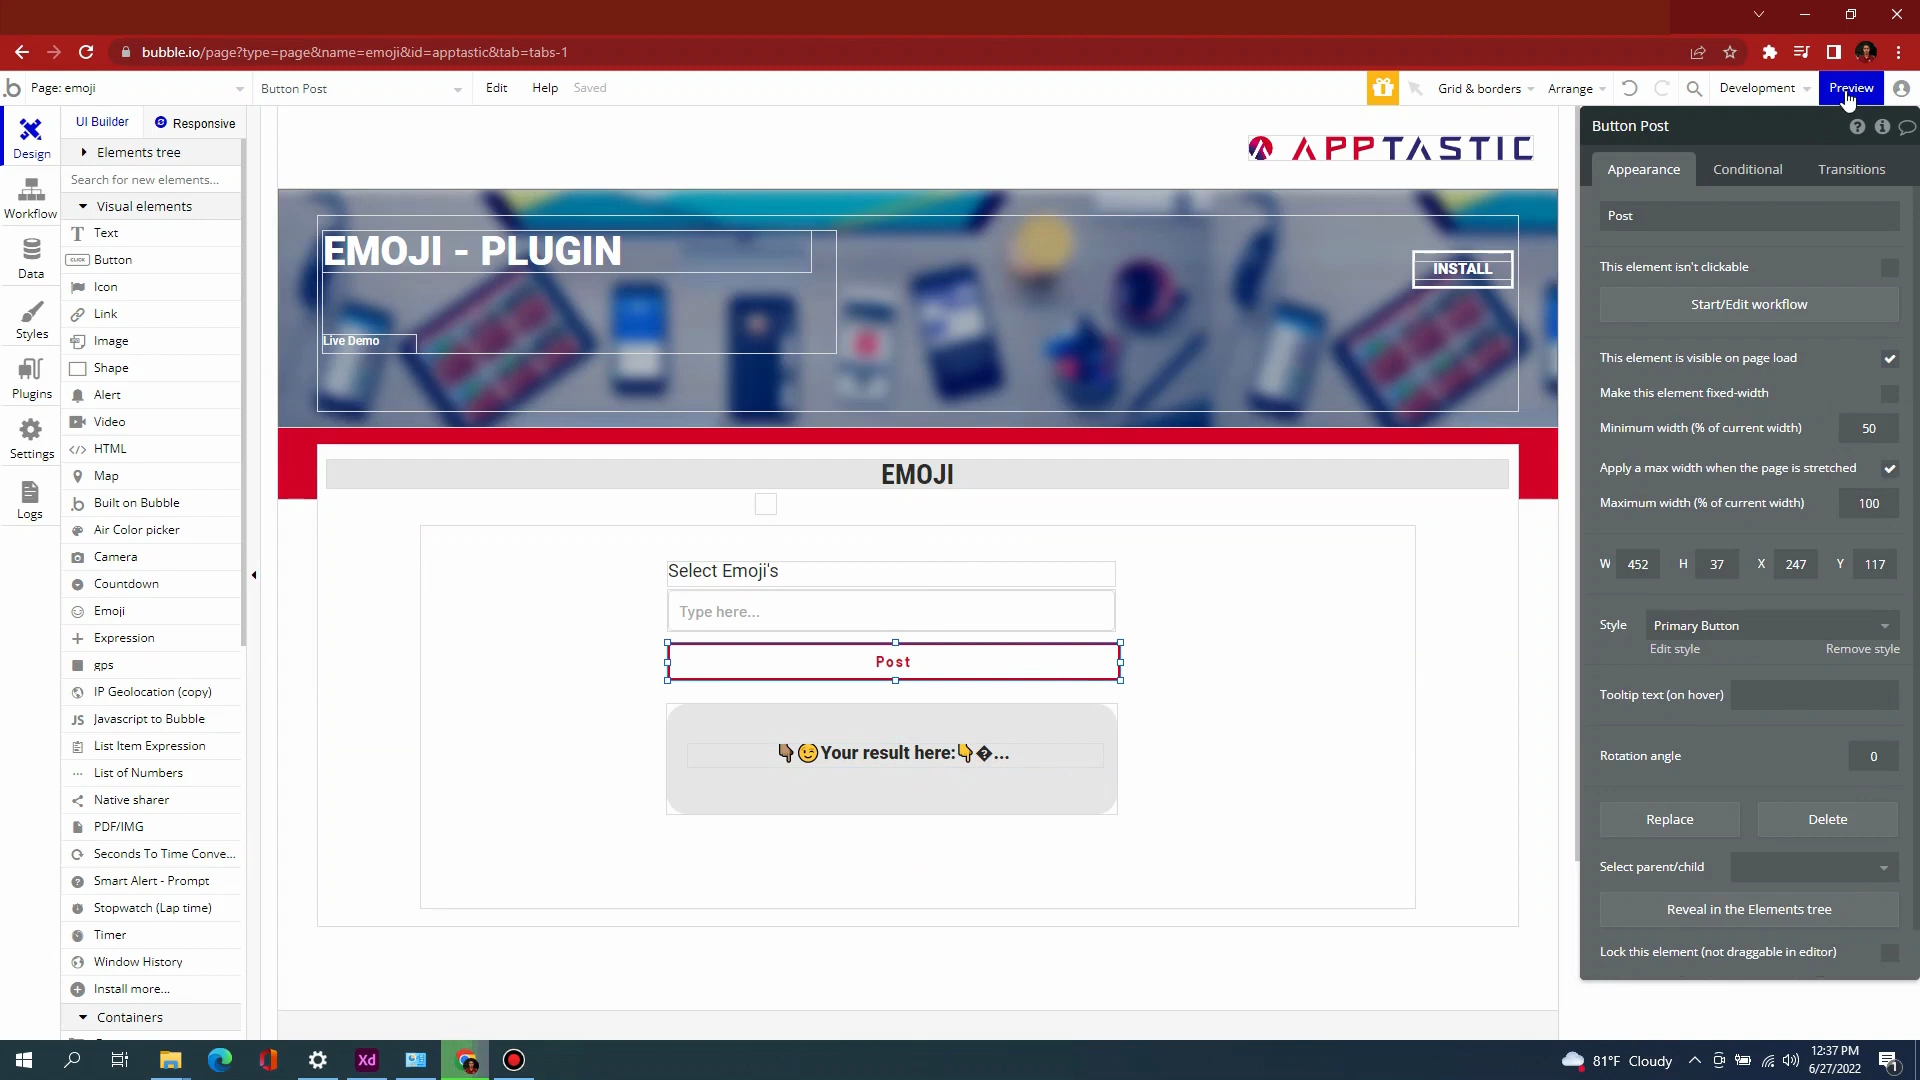 bubble.io/page?type=page&name=emoji&id=apptastic&tab=tabs-1
Page: emoji
Button Post
Edit
Help
Saved
Grid & borders
Arrange
Development
Preview
Design
Workflow
Data
Styles
Plugins
Settings
Logs
UI Builder
Responsive
Elements tree
Search for new elements...
Visual elements
Text
CLICK Button
Icon
Link
Image
Shape
Alert
Video
HTML
Map
Built on Bubble
Air Color picker
Camera
Countdown
Emoji
Expression
gps
IP Geolocation (copy)
JS Javascript to Bubble
List Item Expression
List of Numbers
Native sharer
PDF/IMG
Seconds To Time Conve...
Smart Alert - Prompt
Stopwatch (Lap time)
Timer
Window History
Install more...
Containers
APPTASTIC
EMOJI - PLUGIN
INSTALL
Live Demo
EMOJI
Select Emoji's
Type here...
Post
👇🏽😉Your result here:👇�...
Button Post
Appearance
Conditional
Transitions
Post
This element isn't clickable
Start/Edit workflow
This element is visible on page load
Make this element fixed-width
Minimum width (% of current width) 50
Apply a max width when the page is stretched
Maximum width (% of current width) 100
W 452 H 37 X 247 Y 117
Style Primary Button
Edit style Remove style
Tooltip text (on hover)
Rotation angle 0
Replace Delete
Select parent/child
Reveal in the Elements tree
Lock this element (not draggable in editor)
Xd
81°F Cloudy
12:37 PM
6/27/2022
1